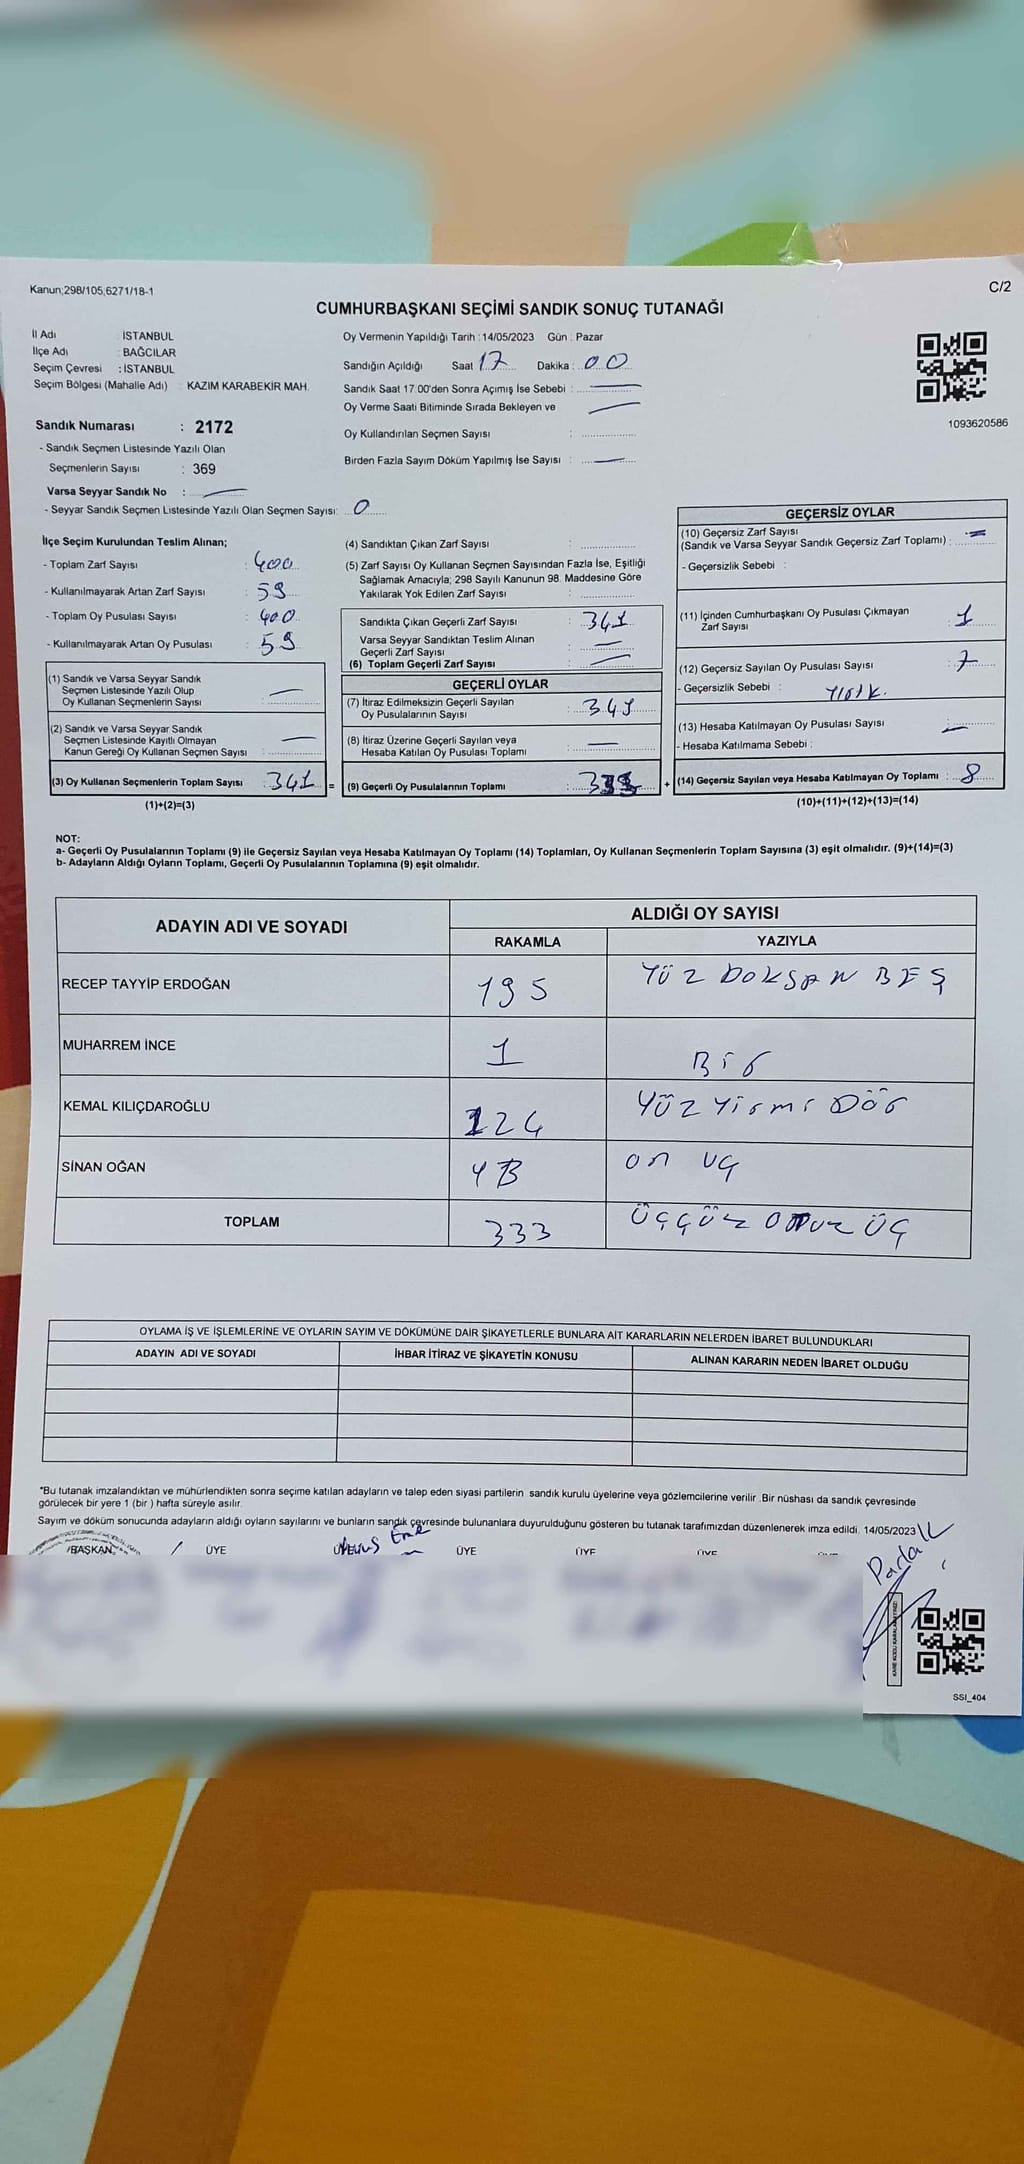 Kanun;298/105,6271/18-1
C/2
CUMHURBAŞKANI SEÇİMİ SANDIK SONUÇ TUTANAĞI
İl Adı : İSTANBUL
İlçe Adı : BAĞCILAR
Seçim Çevresi : İSTANBUL
Seçim Bölgesi (Mahalle Adı) : KAZIM KARABEKİR MAH.
Oy Vermenin Yapıldığı Tarih : 14/05/2023 Gün : Pazar
Sandığın Açıldığı Saat 17 Dakika : 00
Sandık Saat 17:00'den Sonra Açımış İse Sebebi :
Oy Verme Saati Bitiminde Sırada Bekleyen ve
Oy Kullandırılan Seçmen Sayısı :
Birden Fazla Sayım Döküm Yapılmış İse Sayısı :
1093620586
Sandık Numarası : 2172
- Sandık Seçmen Listesinde Yazılı Olan
Seçmenlerin Sayısı : 369
Varsa Seyyar Sandık No :
- Seyyar Sandık Seçmen Listesinde Yazılı Olan Seçmen Sayısı: 0
İlçe Seçim Kurulundan Teslim Alınan;
- Toplam Zarf Sayısı : 400
- Kullanılmayarak Artan Zarf Sayısı : 59
- Toplam Oy Pusulası Sayısı : 400
- Kullanılmayarak Artan Oy Pusulası : 59
(1) Sandık ve Varsa Seyyar Sandık
Seçmen Listesinde Yazılı Olup
Oy Kullanan Seçmenlerin Sayısı :
(2) Sandık ve Varsa Seyyar Sandık
Seçmen Listesinde Kayıtlı Olmayan
Kanun Gereği Oy Kullanan Seçmen Sayısı :
(3) Oy Kullanan Seçmenlerin Toplam Sayısı : 341 =
(1)+(2)=(3)
(4) Sandıktan Çıkan Zarf Sayısı :
(5) Zarf Sayısı Oy Kullanan Seçmen Sayısından Fazla İse, Eşitliği
Sağlamak Amacıyla; 298 Sayılı Kanunun 98. Maddesine Göre
Yakılarak Yok Edilen Zarf Sayısı :
Sandıkta Çıkan Geçerli Zarf Sayısı : 341
Varsa Seyyar Sandıktan Teslim Alınan
Geçerli Zarf Sayısı :
(6) Toplam Geçerli Zarf Sayısı :
GEÇERLİ OYLAR
(7) İtiraz Edilmeksizin Geçerli Sayılan
Oy Pusulalarının Sayısı : 341
(8) İtiraz Üzerine Geçerli Sayılan veya
Hesaba Katılan Oy Pusulası Toplamı :
(9) Geçerli Oy Pusulalarının Toplamı : +
GEÇERSİZ OYLAR
(10) Geçersiz Zarf Sayısı
(Sandık ve Varsa Seyyar Sandık Geçersiz Zarf Toplamı) :
- Geçersizlik Sebebi :
(11) İçinden Cumhurbaşkanı Oy Pusulası Çıkmayan
Zarf Sayısı : 1
(12) Geçersiz Sayılan Oy Pusulası Sayısı : 7
- Geçersizlik Sebebi :
(13) Hesaba Katılmayan Oy Pusulası Sayısı :
- Hesaba Katılmama Sebebi :
(14) Geçersiz Sayılan veya Hesaba Katılmayan Oy Toplamı : 8
(10)+(11)+(12)+(13)=(14)
NOT:
a- Geçerli Oy Pusulalarının Toplamı (9) ile Geçersiz Sayılan veya Hesaba Katılmayan Oy Toplamı (14) Toplamları, Oy Kullanan Seçmenlerin Toplam Sayısına (3) eşit olmalıdır. (9)+(14)=(3)
b- Adayların Aldığı Oyların Toplamı, Geçerli Oy Pusulalarının Toplamına (9) eşit olmalıdır.
ADAYIN ADI VE SOYADI ALDIĞI OY SAYISI
RAKAMLA YAZIYLA
RECEP TAYYİP ERDOĞAN 195 YÜZ DOKSAN BEŞ
MUHARREM İNCE 1 Bir
KEMAL KILIÇDAROĞLU 124 YÜZ Yirmi Dör
SİNAN OĞAN on üç
TOPLAM 333 üççüz otuz üç
OYLAMA İŞ VE İŞLEMLERİNE VE OYLARIN SAYIM VE DÖKÜMÜNE DAİR ŞİKAYETLERLE BUNLARA AİT KARARLARIN NELERDEN İBARET BULUNDUKLARI
ADAYIN ADI VE SOYADI İHBAR İTİRAZ VE ŞİKAYETİN KONUSU ALINAN KARARIN NEDEN İBARET OLDUĞU
*Bu tutanak imzalandıktan ve mühürlendikten sonra seçime katılan adayların ve talep eden siyasi partilerin sandık kurulu üyelerine veya gözlemcilerine verilir .Bir nüshası da sandık çevresinde
görülecek bir yere 1 (bir ) hafta süreyle asılır.
Sayım ve döküm sonucunda adayların aldığı oyların sayılarını ve bunların sandık çevresinde bulunanlara duyurulduğunu gösteren bu tutanak tarafımızdan düzenlenerek imza edildi. 14/05/2023
BAŞKAN ÜYE ÜYE ÜYE ÜYE
SSI_404